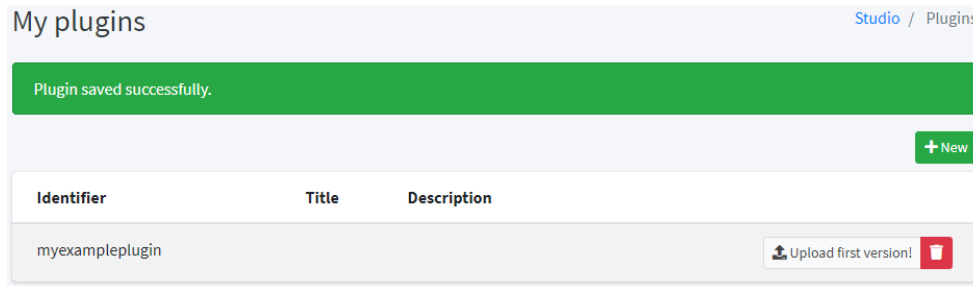 My plugins
Studio / Plugins
Plugin saved successfully.
New
Identifier Title Description
myexampleplugin Upload first version!